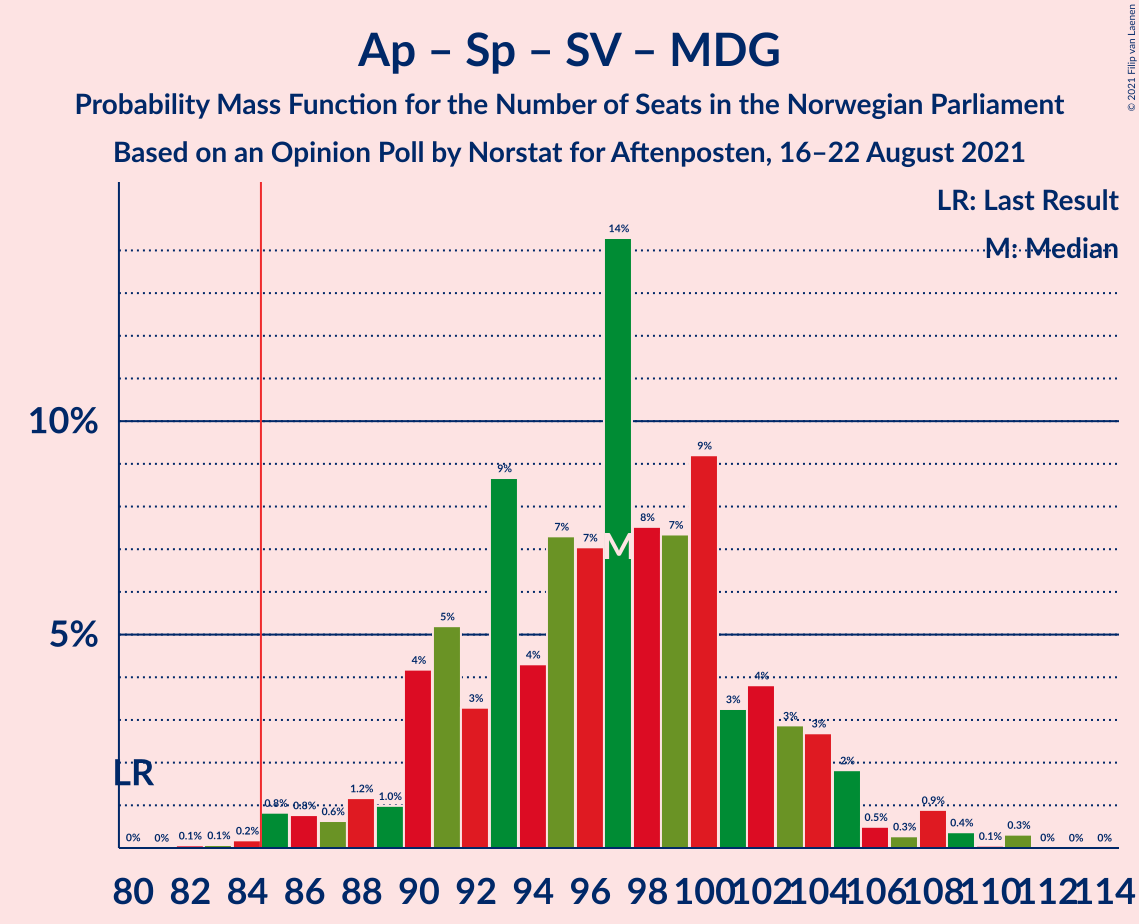 Ap – Sp – SV – MDG
Probability Mass Function for the Number of Seats in the Norwegian Parliament
Based on an Opinion Poll by Norstat for Aftenposten, 16–22 August 2021
© 2021 Filip van Laenen
LR: Last Result
M: Median
10%
5%
LR
M
0% 0% 0.1% 0.1% 0.2% 0.8% 0.8% 0.6% 1.2% 1.0% 4% 5% 3% 9% 4% 7% 7% 14% 8% 7% 9% 3% 4% 3% 3% 2% 0.5% 0.3% 0.9% 0.4% 0.1% 0.3% 0% 0% 0%
80 82 84 86 88 90 92 94 96 98 100 102 104 106 108 110 112 114